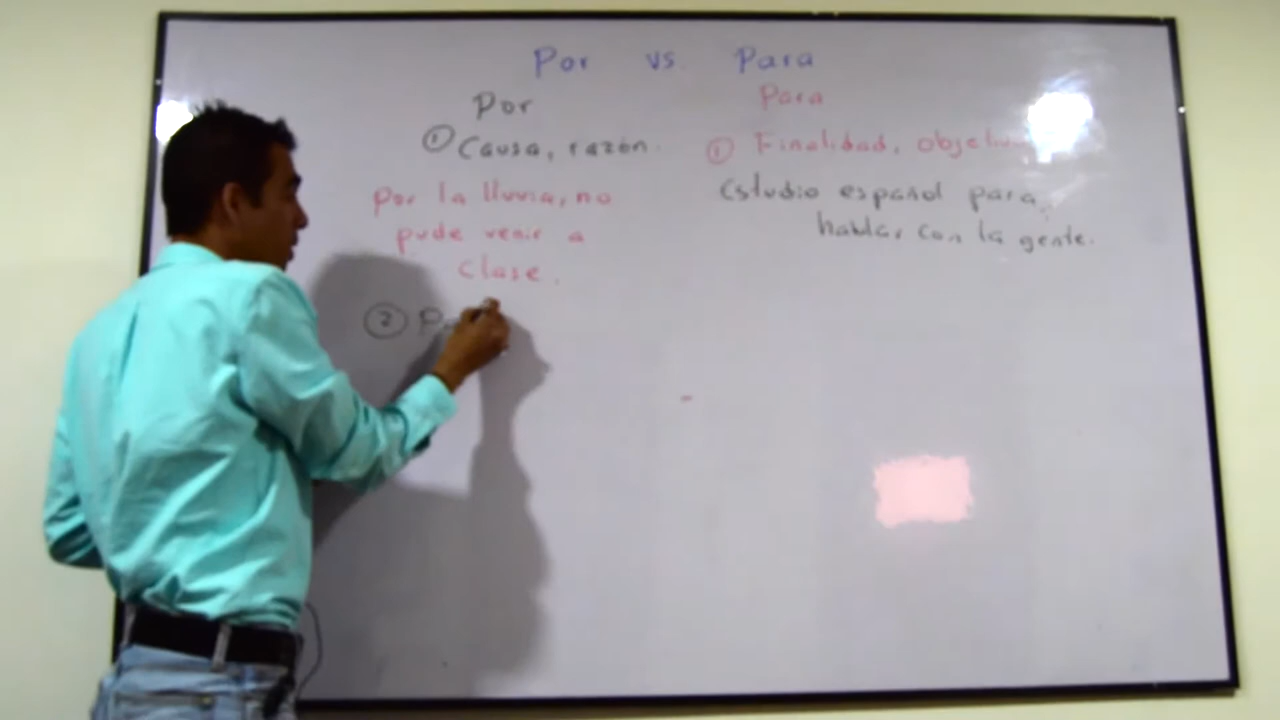 Por vs. Para
Por
① Causa, razón.
Por la lluvia, no
pude venir a
clase.
②
Para
① Finalidad, objetivo
Estudio español para
hablar con la gente.